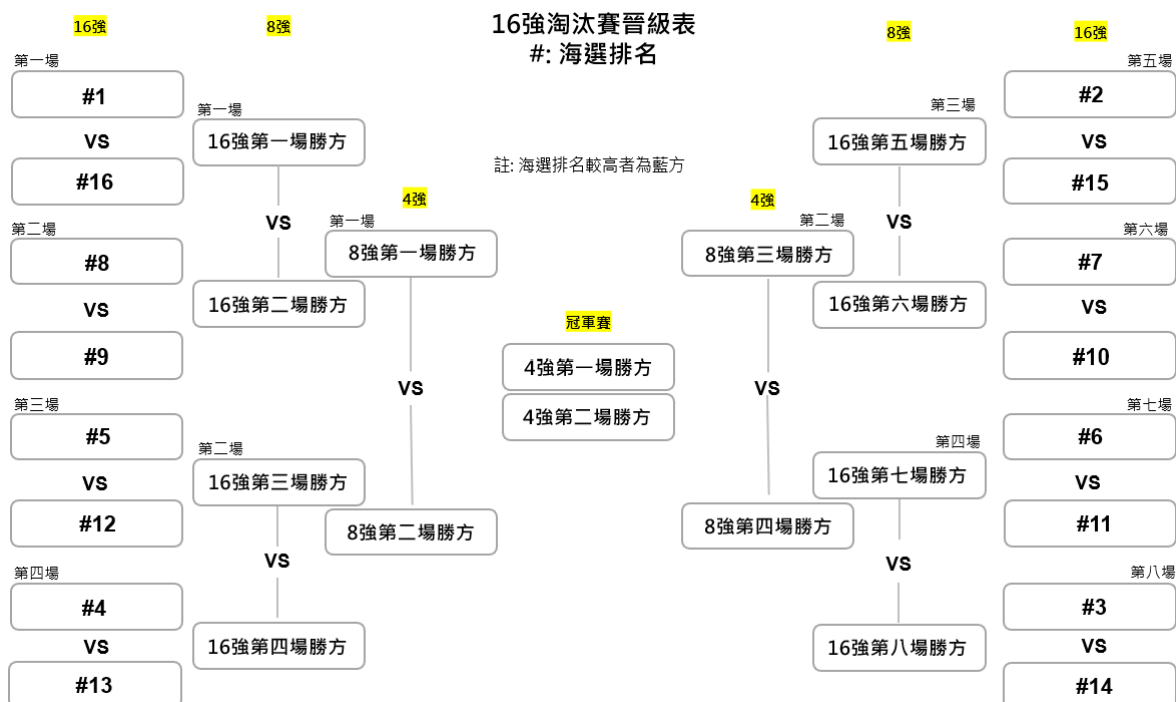 16強淘汰賽晉級表
#: 海選排名
註: 海選排名較高者為藍方
16強
第一場
#1
VS
#16
第二場
#8
VS
#9
第三場
#5
VS
#12
第四場
#4
VS
#13
8強
第一場
16強第一場勝方
VS
16強第二場勝方
第二場
16強第三場勝方
VS
16強第四場勝方
4強
第一場
8強第一場勝方
VS
8強第二場勝方
冠軍賽
4強第一場勝方
4強第二場勝方
4強
第二場
8強第三場勝方
VS
8強第四場勝方
8強
第三場
16強第五場勝方
VS
16強第六場勝方
第四場
16強第七場勝方
VS
16強第八場勝方
16強
第五場
#2
VS
#15
第六場
#7
VS
#10
第七場
#6
VS
#11
第八場
#3
VS
#14